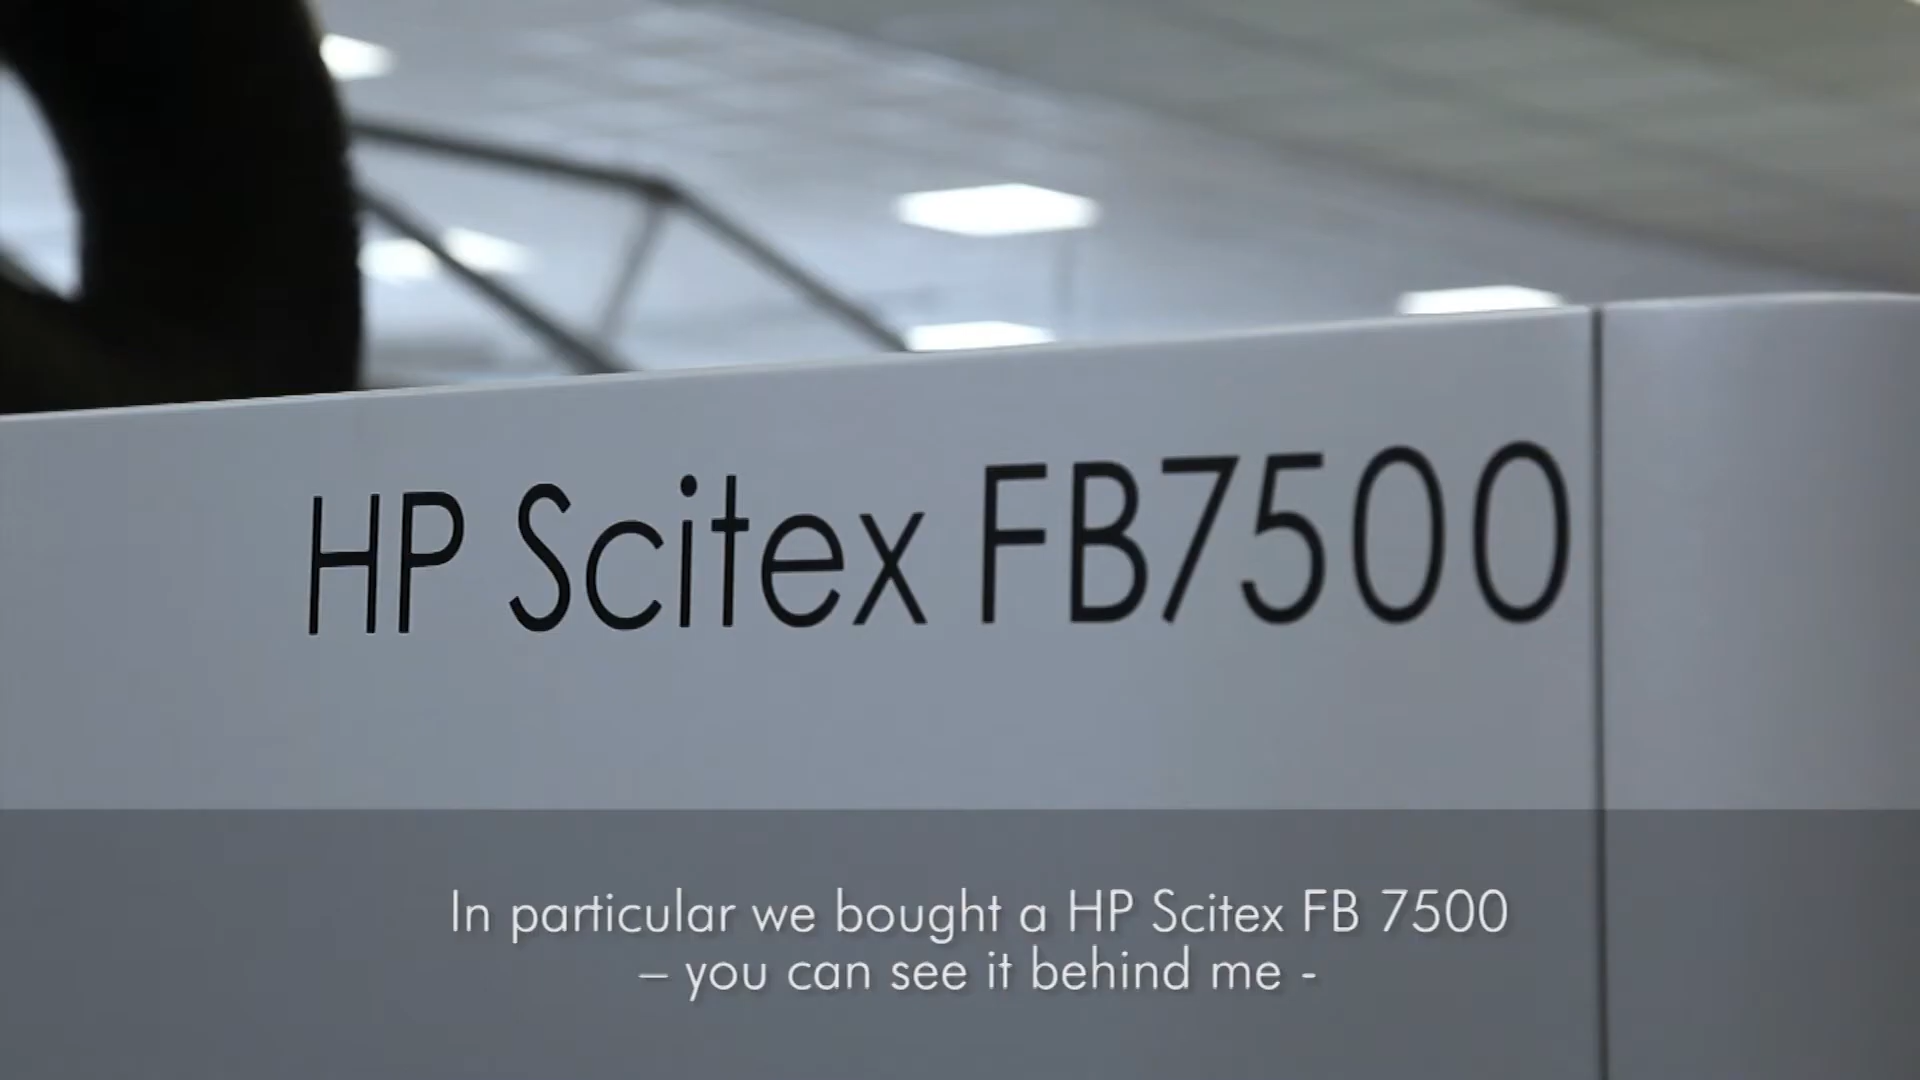 HP Scitex FB7500
In particular we bought a HP Scitex FB 7500
– you can see it behind me -